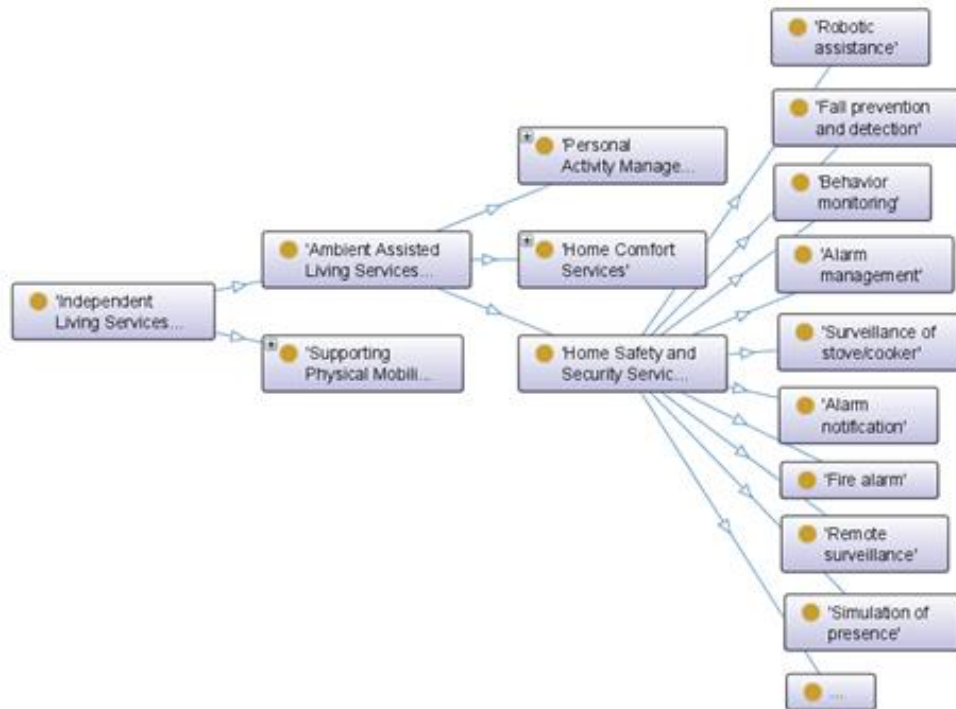 'Robotic
assistance'
'Fall prevention
and detection'
'Personal
Activity Manage...
'Behavior
monitoring'
'Ambient Assisted
Living Services...
'Home Comfort
Services'
'Alarm
management'
'Independent
Living Services...
'Supporting
Physical Mobili...
'Home Safety and
Security Servic...
'Surveillance of
stove/cooker'
'Alarm
notification'
'Fire alarm'
'Remote
surveillance'
'Simulation of
presence'
....